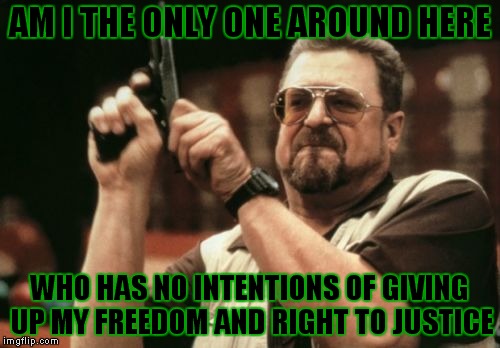 AM I THE ONLY ONE AROUND HERE
WHO HAS NO INTENTIONS OF GIVING
UP MY FREEDOM AND RIGHT TO JUSTICE
imgflip.com